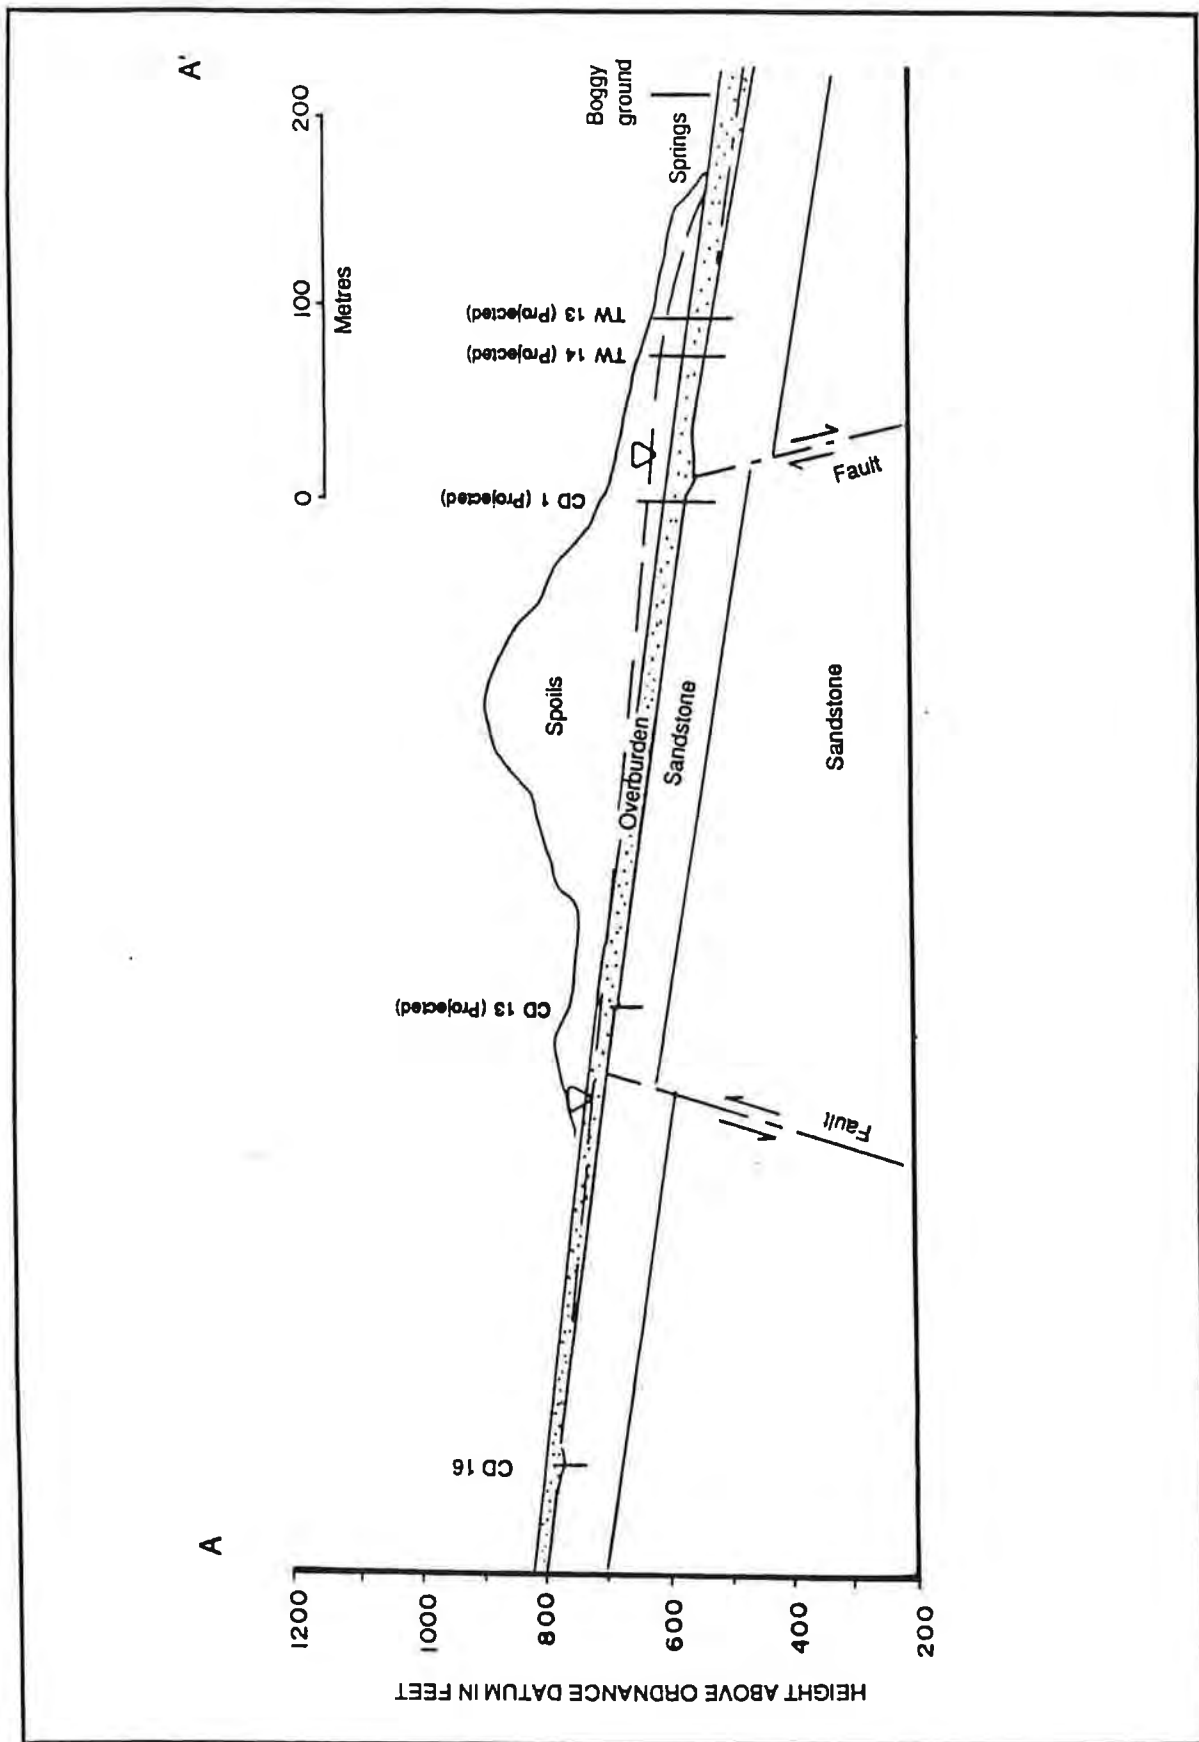 A
A'
0
100
200
Metres
Boggy
ground
Springs
TW 13 (Projected)
TW 14 (Projected)
CD 1 (Projected)
CD 13 (Projected)
CD 16
Spoils
Overburden
Sandstone
Sandstone
Fault
Fault
1200
1000
800
600
400
200
HEIGHT ABOVE ORDNANCE DATUM IN FEET